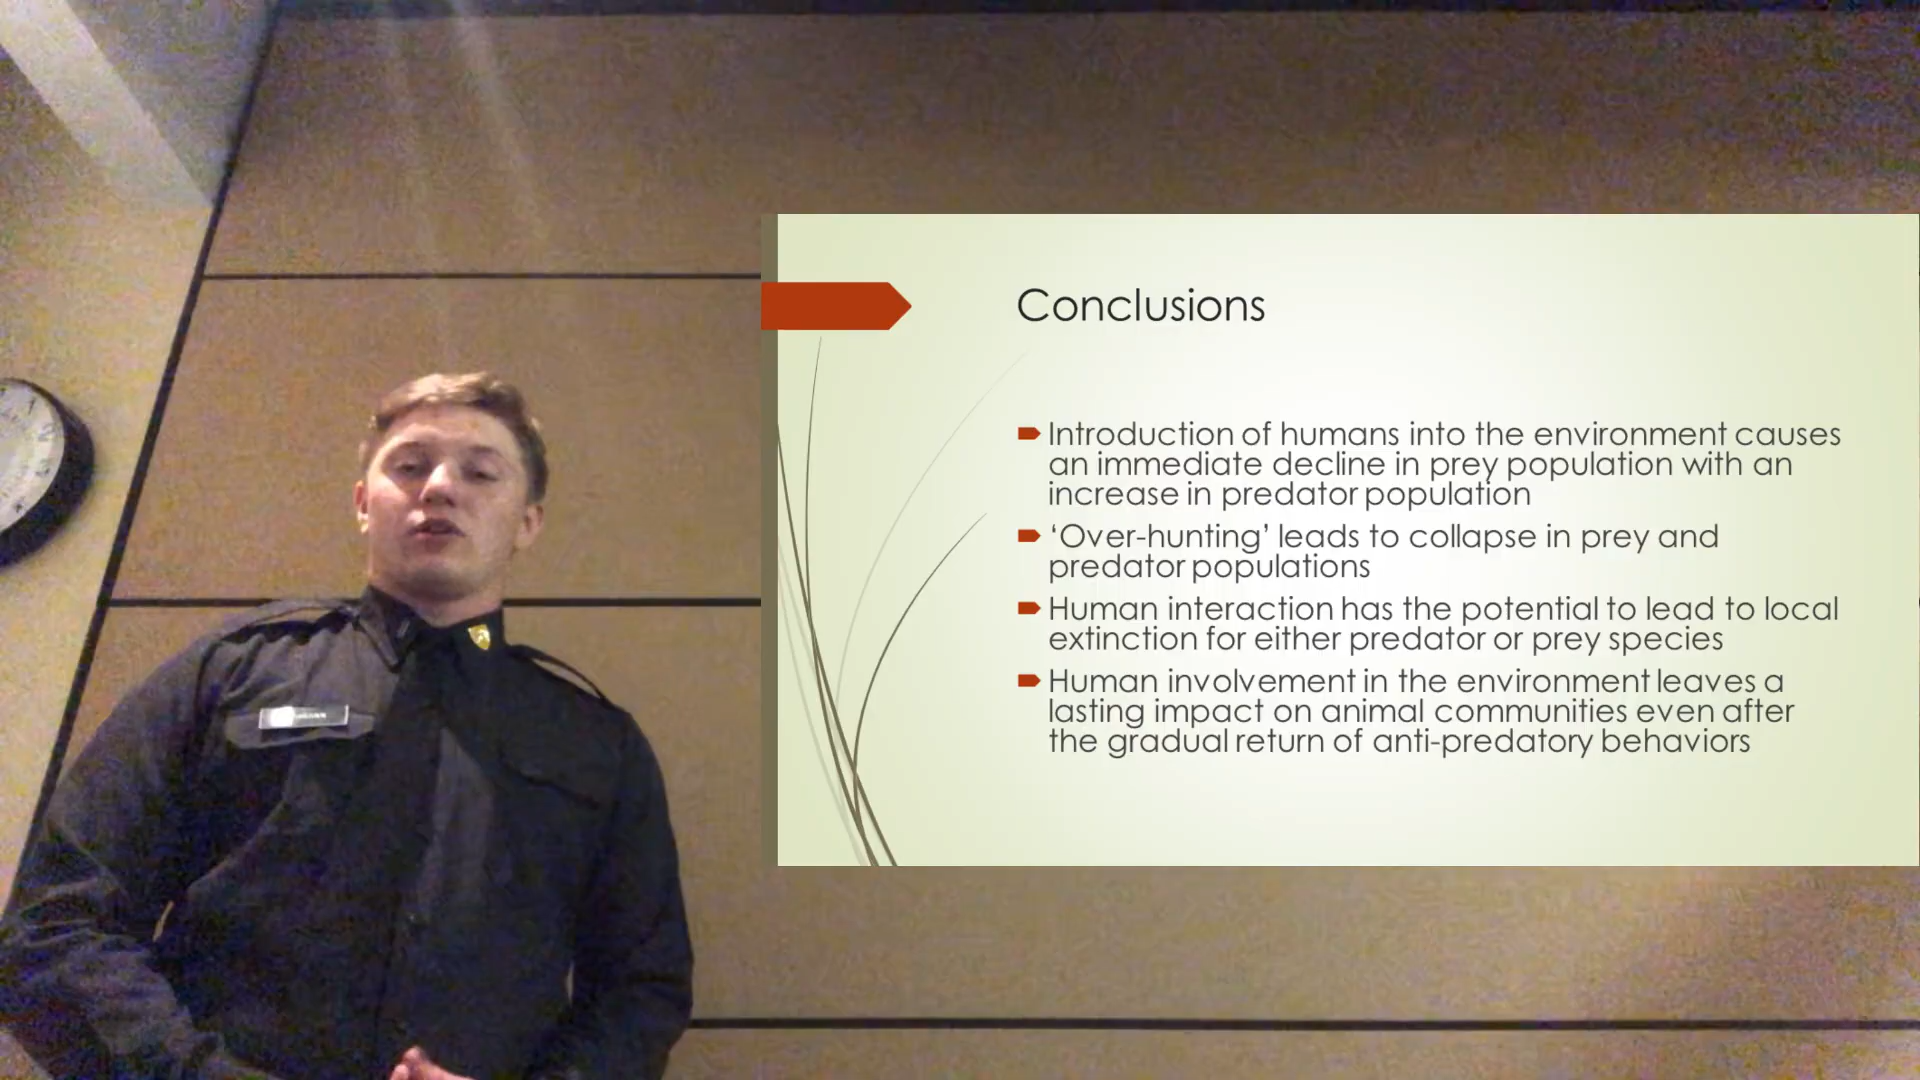 Conclusions
Introduction of humans into the environment causes
an immediate decline in prey population with an
increase in predator population
‘Over-hunting’ leads to collapse in prey and
predator populations
Human interaction has the potential to lead to local
extinction for either predator or prey species
Human involvement in the environment leaves a
lasting impact on animal communities even after
the gradual return of anti-predatory behaviors